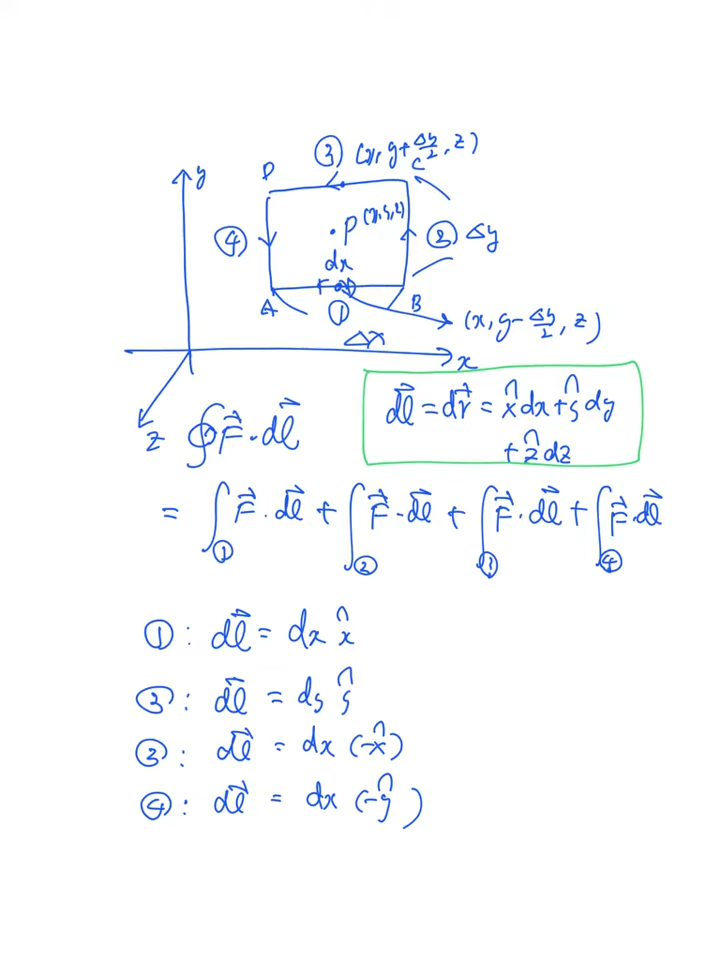 ③ (x, y+Δy/2, z)
y
D
C
④
P (x,y,z)
② Δy
dx
A
①
B
(x, y−Δy/2, z)
Δx
x
z
∮F⃗·dl⃗
dl⃗ = dr⃗ = x̂dx+ŷdy
+ẑdz
= ∫① F⃗·dl⃗ + ∫② F⃗·dl⃗ + ∫③ F⃗·dl⃗ + ∫④ F⃗·dl⃗
① : dl⃗ = dx x̂
② : dl⃗ = dy ŷ
③ : dl⃗ = dx (−x̂)
④ : dl⃗ = dx (−ŷ)